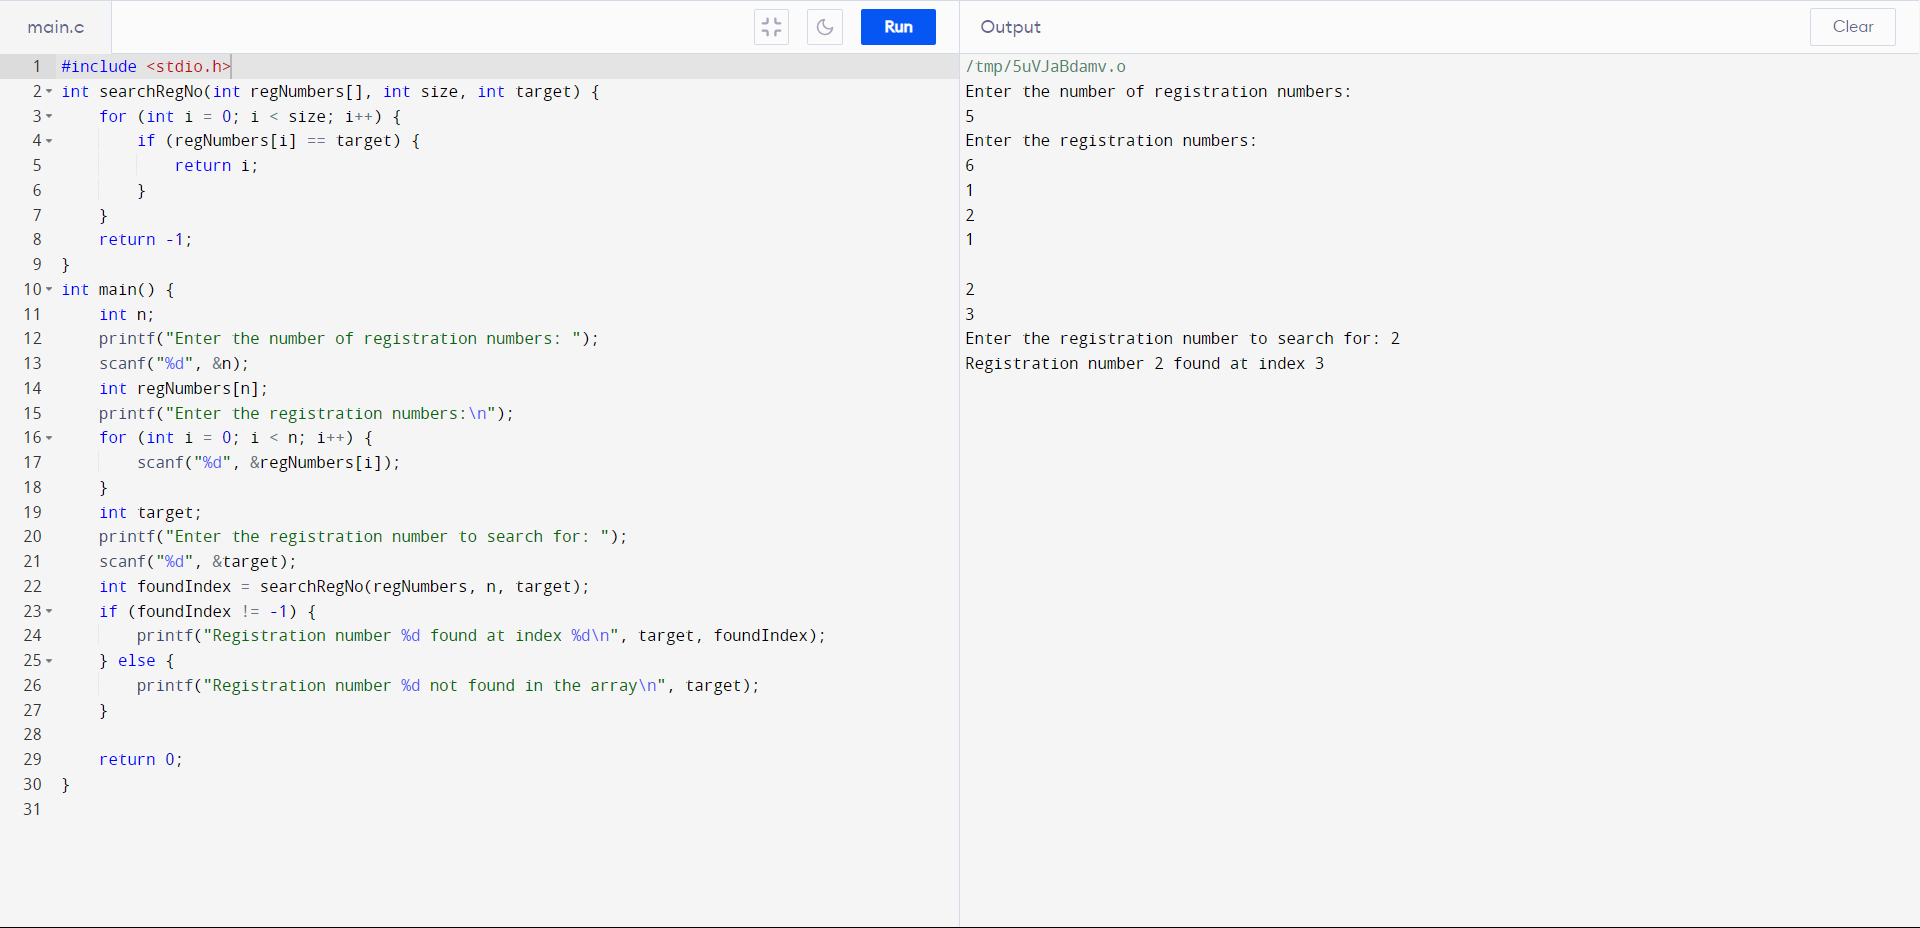 main.c
Run
Output
Clear
1 #include <stdio.h>
2 int searchRegNo(int regNumbers[], int size, int target) {
3     for (int i = 0; i < size; i++) {
4         if (regNumbers[i] == target) {
5             return i;
6         }
7     }
8     return -1;
9 }
10 int main() {
11     int n;
12     printf("Enter the number of registration numbers: ");
13     scanf("%d", &n);
14     int regNumbers[n];
15     printf("Enter the registration numbers:\n");
16     for (int i = 0; i < n; i++) {
17         scanf("%d", &regNumbers[i]);
18     }
19     int target;
20     printf("Enter the registration number to search for: ");
21     scanf("%d", &target);
22     int foundIndex = searchRegNo(regNumbers, n, target);
23     if (foundIndex != -1) {
24         printf("Registration number %d found at index %d\n", target, foundIndex);
25     } else {
26         printf("Registration number %d not found in the array\n", target);
27     }
28
29     return 0;
30 }
31
/tmp/5uVJaBdamv.o
Enter the number of registration numbers:
5
Enter the registration numbers:
6
1
2
1
2
3
Enter the registration number to search for: 2
Registration number 2 found at index 3